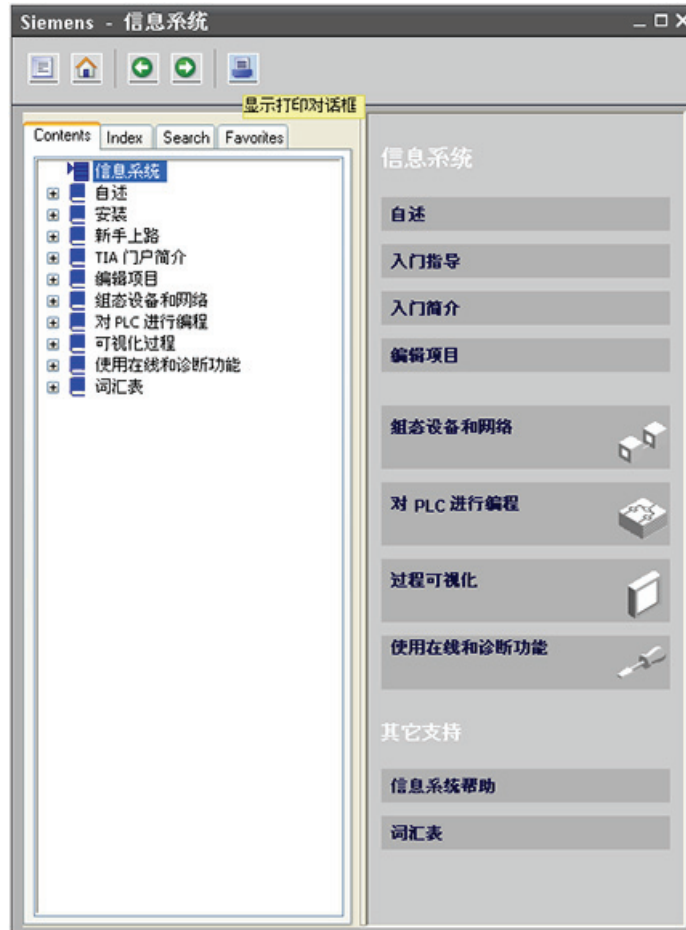 Siemens - 信息系统
显示打印对话框
Contents Index Search Favorites
信息系统
自述
安装
新手上路
TIA 门户简介
编辑项目
组态设备和网络
对 PLC 进行编程
可视化过程
使用在线和诊断功能
词汇表
信息系统
自述
入门指导
入门简介
编辑项目
组态设备和网络
对 PLC 进行编程
过程可视化
使用在线和诊断功能
其它支持
信息系统帮助
词汇表